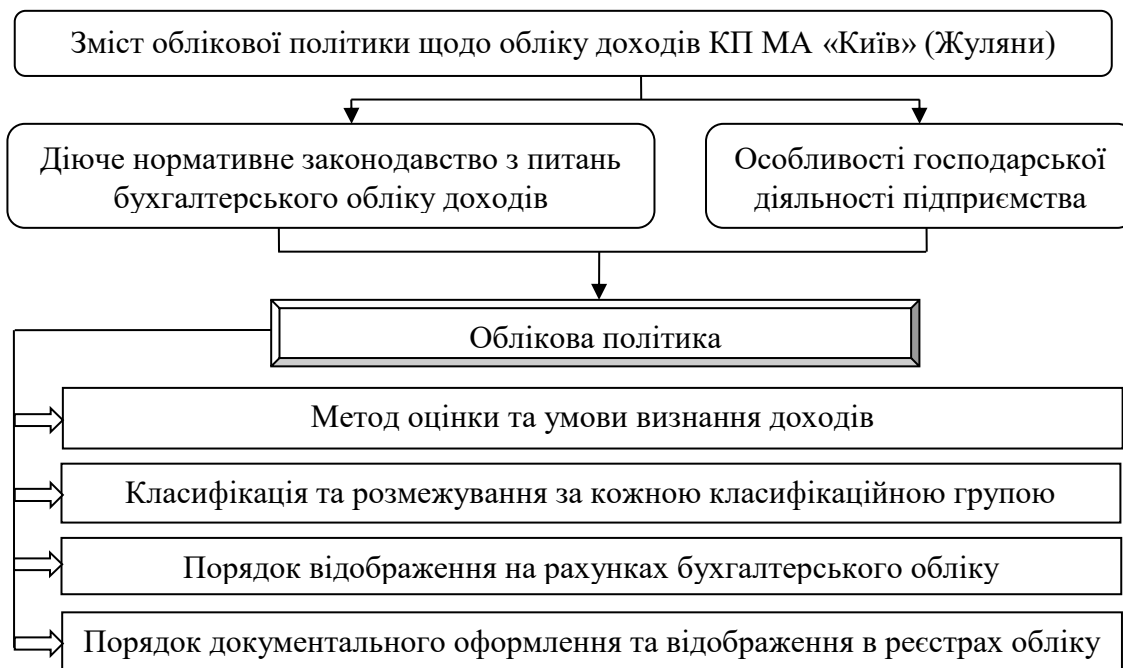 Зміст облікової політики щодо обліку доходів КП МА «Київ» (Жуляни)
Діюче нормативне законодавство з питань
бухгалтерського обліку доходів
Особливості господарської
діяльності підприємства
Облікова політика
Метод оцінки та умови визнання доходів
Класифікація та розмежування за кожною класифікаційною групою
Порядок відображення на рахунках бухгалтерського обліку
Порядок документального оформлення та відображення в реєстрах обліку